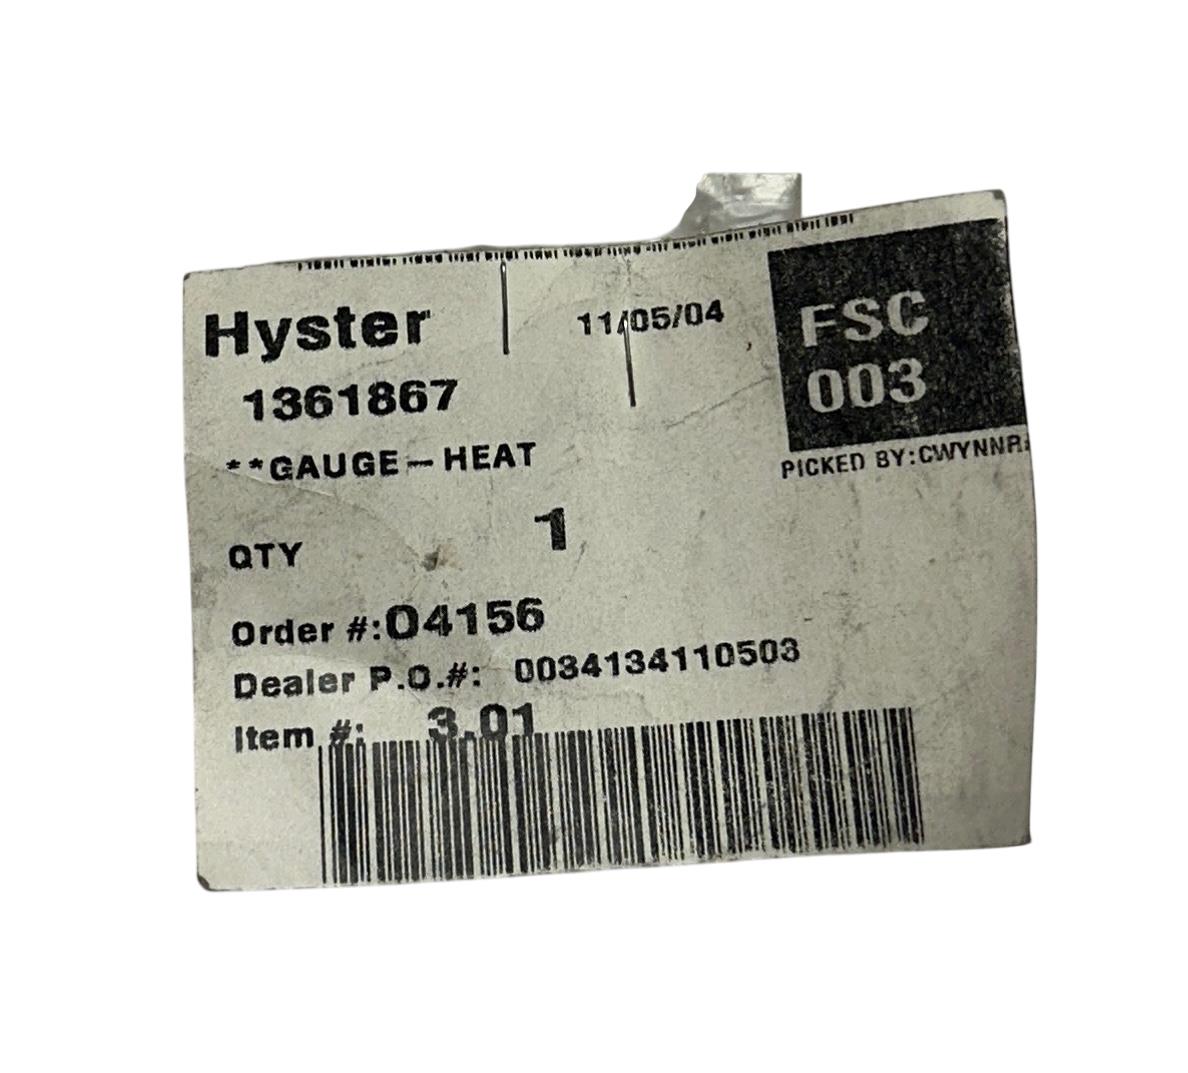 Hyster
11/05/04
FSC
003
1361867
**GAUGE-HEAT
PICKED BY:CWYNNR
QTY 1
Order #:04156
Dealer P.O.#: 0034134110503
Item #: 3.01